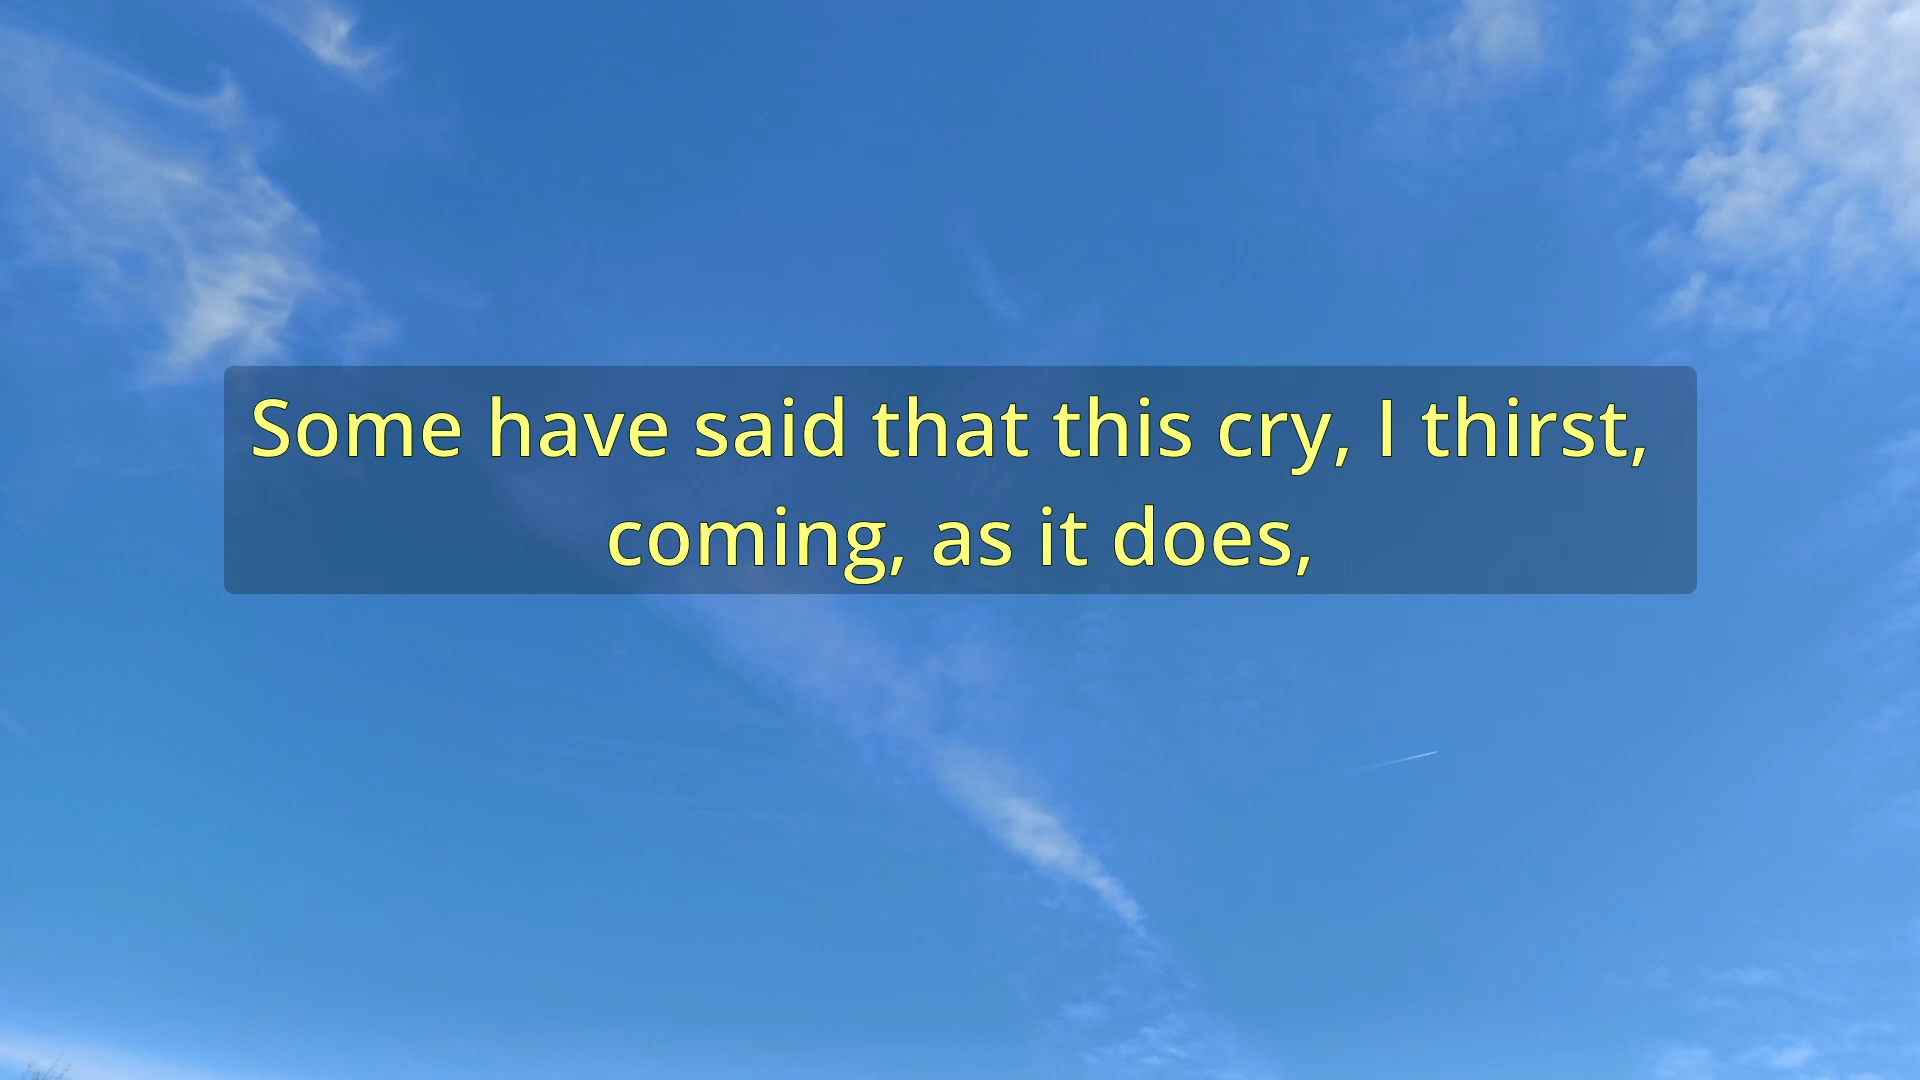 Some have said that this cry, I thirst,
coming, as it does,